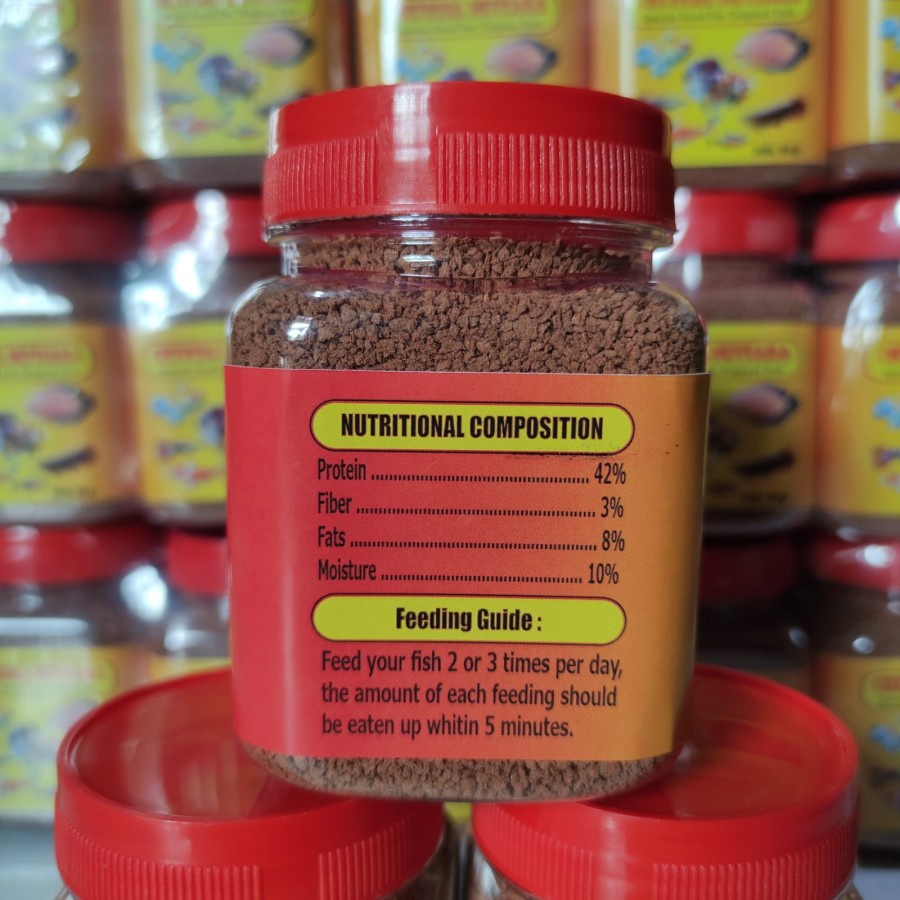 NUTRITIONAL COMPOSITION
Protein ........................................................ 42%
Fiber ............................................................ 3%
Fats .............................................................. 8%
Moisture .................................................... 10%
Feeding Guide :
Feed your fish 2 or 3 times per day,
the amount of each feeding should
be eaten up whitin 5 minutes.